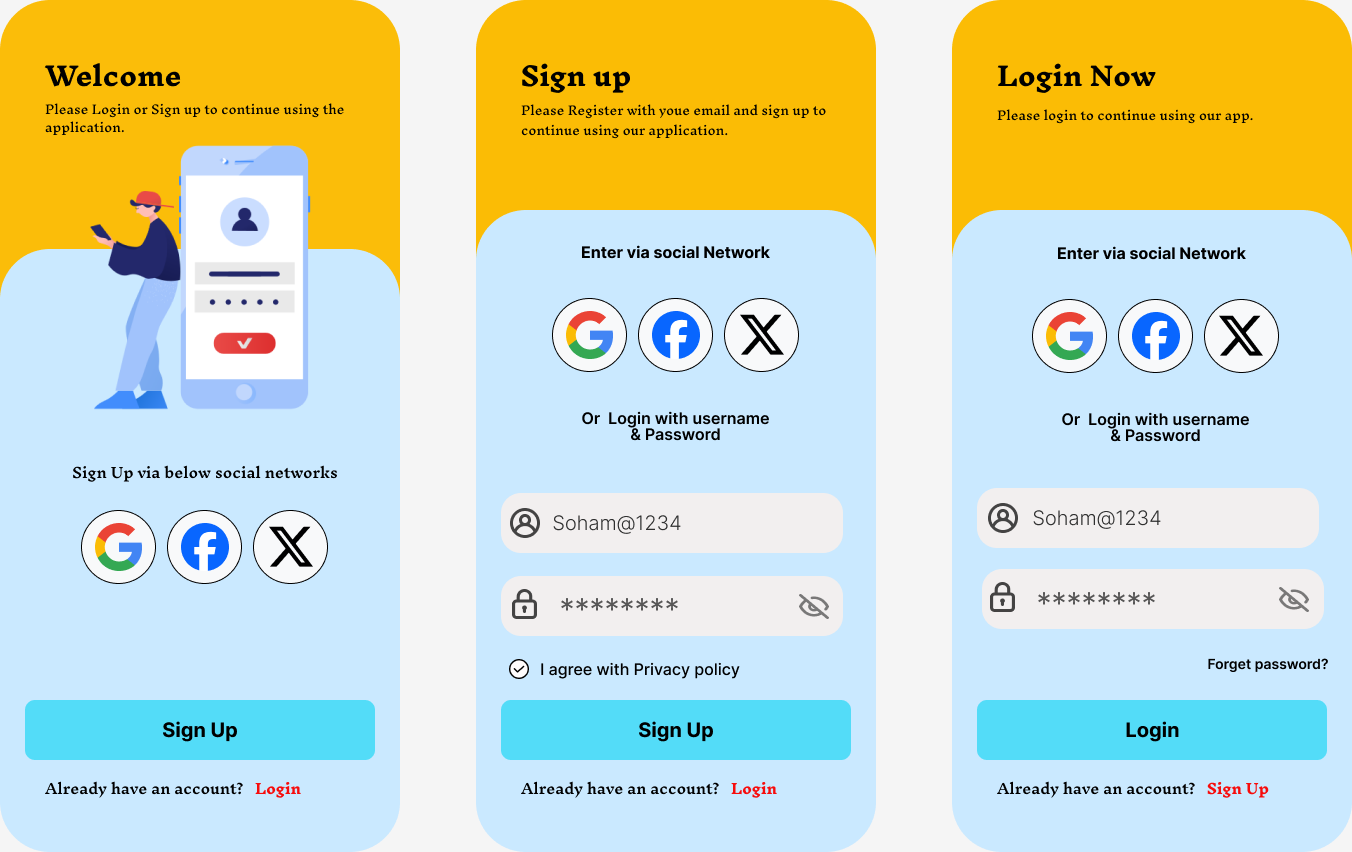 Welcome
Please Login or Sign up to continue using the
application.
Sign Up via below social networks
Sign Up
Already have an account? Login
Sign up
Please Register with youe email and sign up to
continue using our application.
Enter via social Network
Or Login with username
& Password
Soham@1234
********
I agree with Privacy policy
Sign Up
Already have an account? Login
Login Now
Please login to continue using our app.
Enter via social Network
Or Login with username
& Password
Soham@1234
********
Forget password?
Login
Already have an account? Sign Up